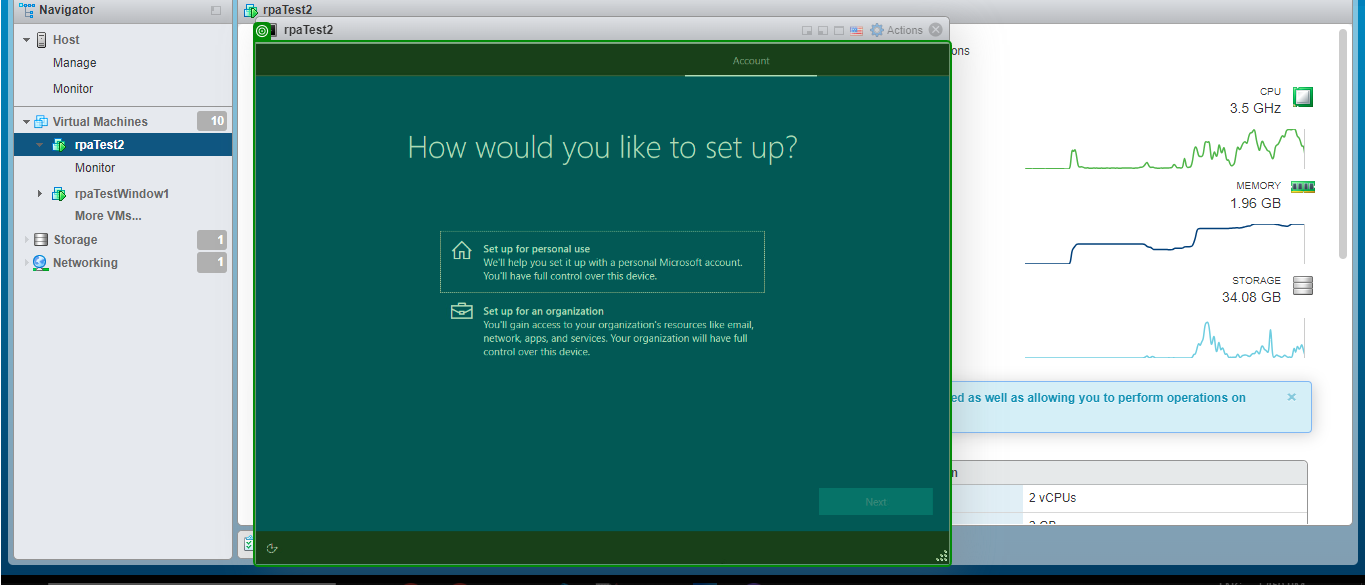 Navigator
Host
Manage
Monitor
Virtual Machines 10
rpaTest2
Monitor
rpaTestWindow1
More VMs...
Storage 1
Networking 1
rpaTest2
rpaTest2
Actions
Account
How would you like to set up?
Set up for personal use
We'll help you set it up with a personal Microsoft account.
You'll have full control over this device.
Set up for an organization
You'll gain access to your organization's resources like email,
network, apps, and services. Your organization will have full
control over this device.
Next
ons
CPU
3.5 GHz
MEMORY
1.96 GB
STORAGE
34.08 GB
ed as well as allowing you to perform operations on
2 vCPUs